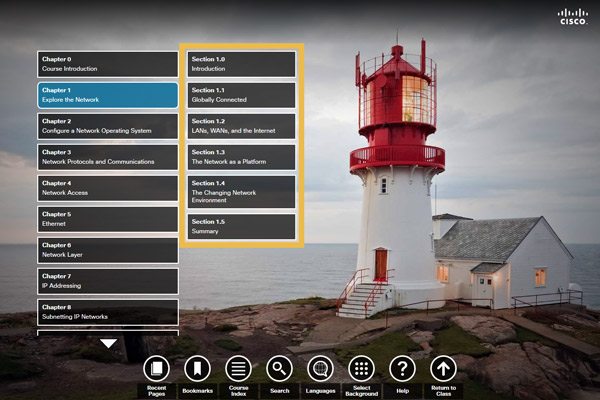 CISCO
Chapter 0
Course Introduction
Chapter 1
Explore the Network
Chapter 2
Configure a Network Operating System
Chapter 3
Network Protocols and Communications
Chapter 4
Network Access
Chapter 5
Ethernet
Chapter 6
Network Layer
Chapter 7
IP Addressing
Chapter 8
Subnetting IP Networks
Section 1.0
Introduction
Section 1.1
Globally Connected
Section 1.2
LANs, WANs, and the Internet
Section 1.3
The Network as a Platform
Section 1.4
The Changing Network
Environment
Section 1.5
Summary
Recent
Pages
Bookmarks
Course
Index
Search
Languages
Select
Background
Help
Return to
Class